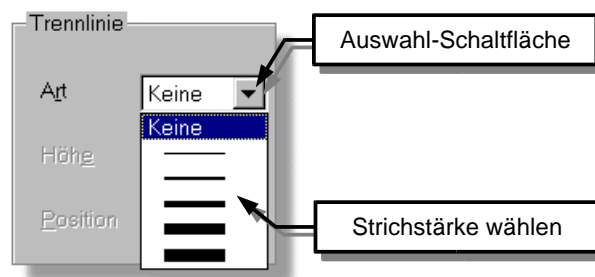 Trennlinie
Auswahl-Schaltfläche
Art
Keine
Keine
Höhe
Position
Strichstärke wählen